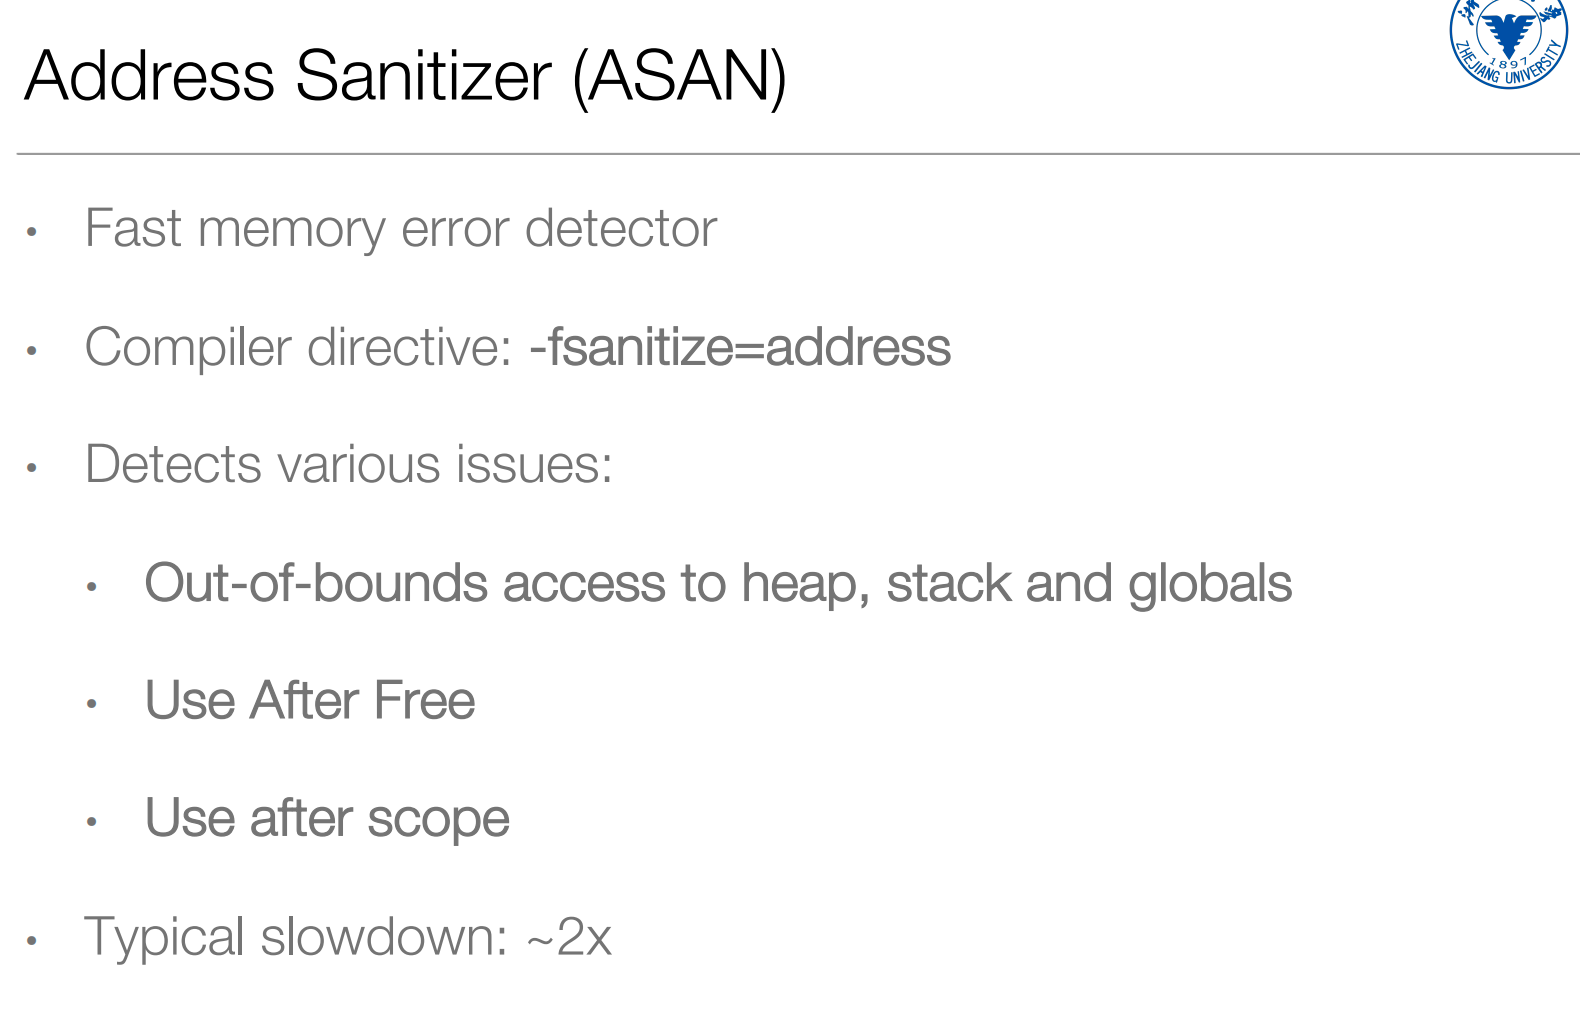 Address Sanitizer (ASAN)
ZHEJIANG UNIVERSITY
1897
• Fast memory error detector
• Compiler directive: -fsanitize=address
• Detects various issues:
• Out-of-bounds access to heap, stack and globals
• Use After Free
• Use after scope
• Typical slowdown: ~2x